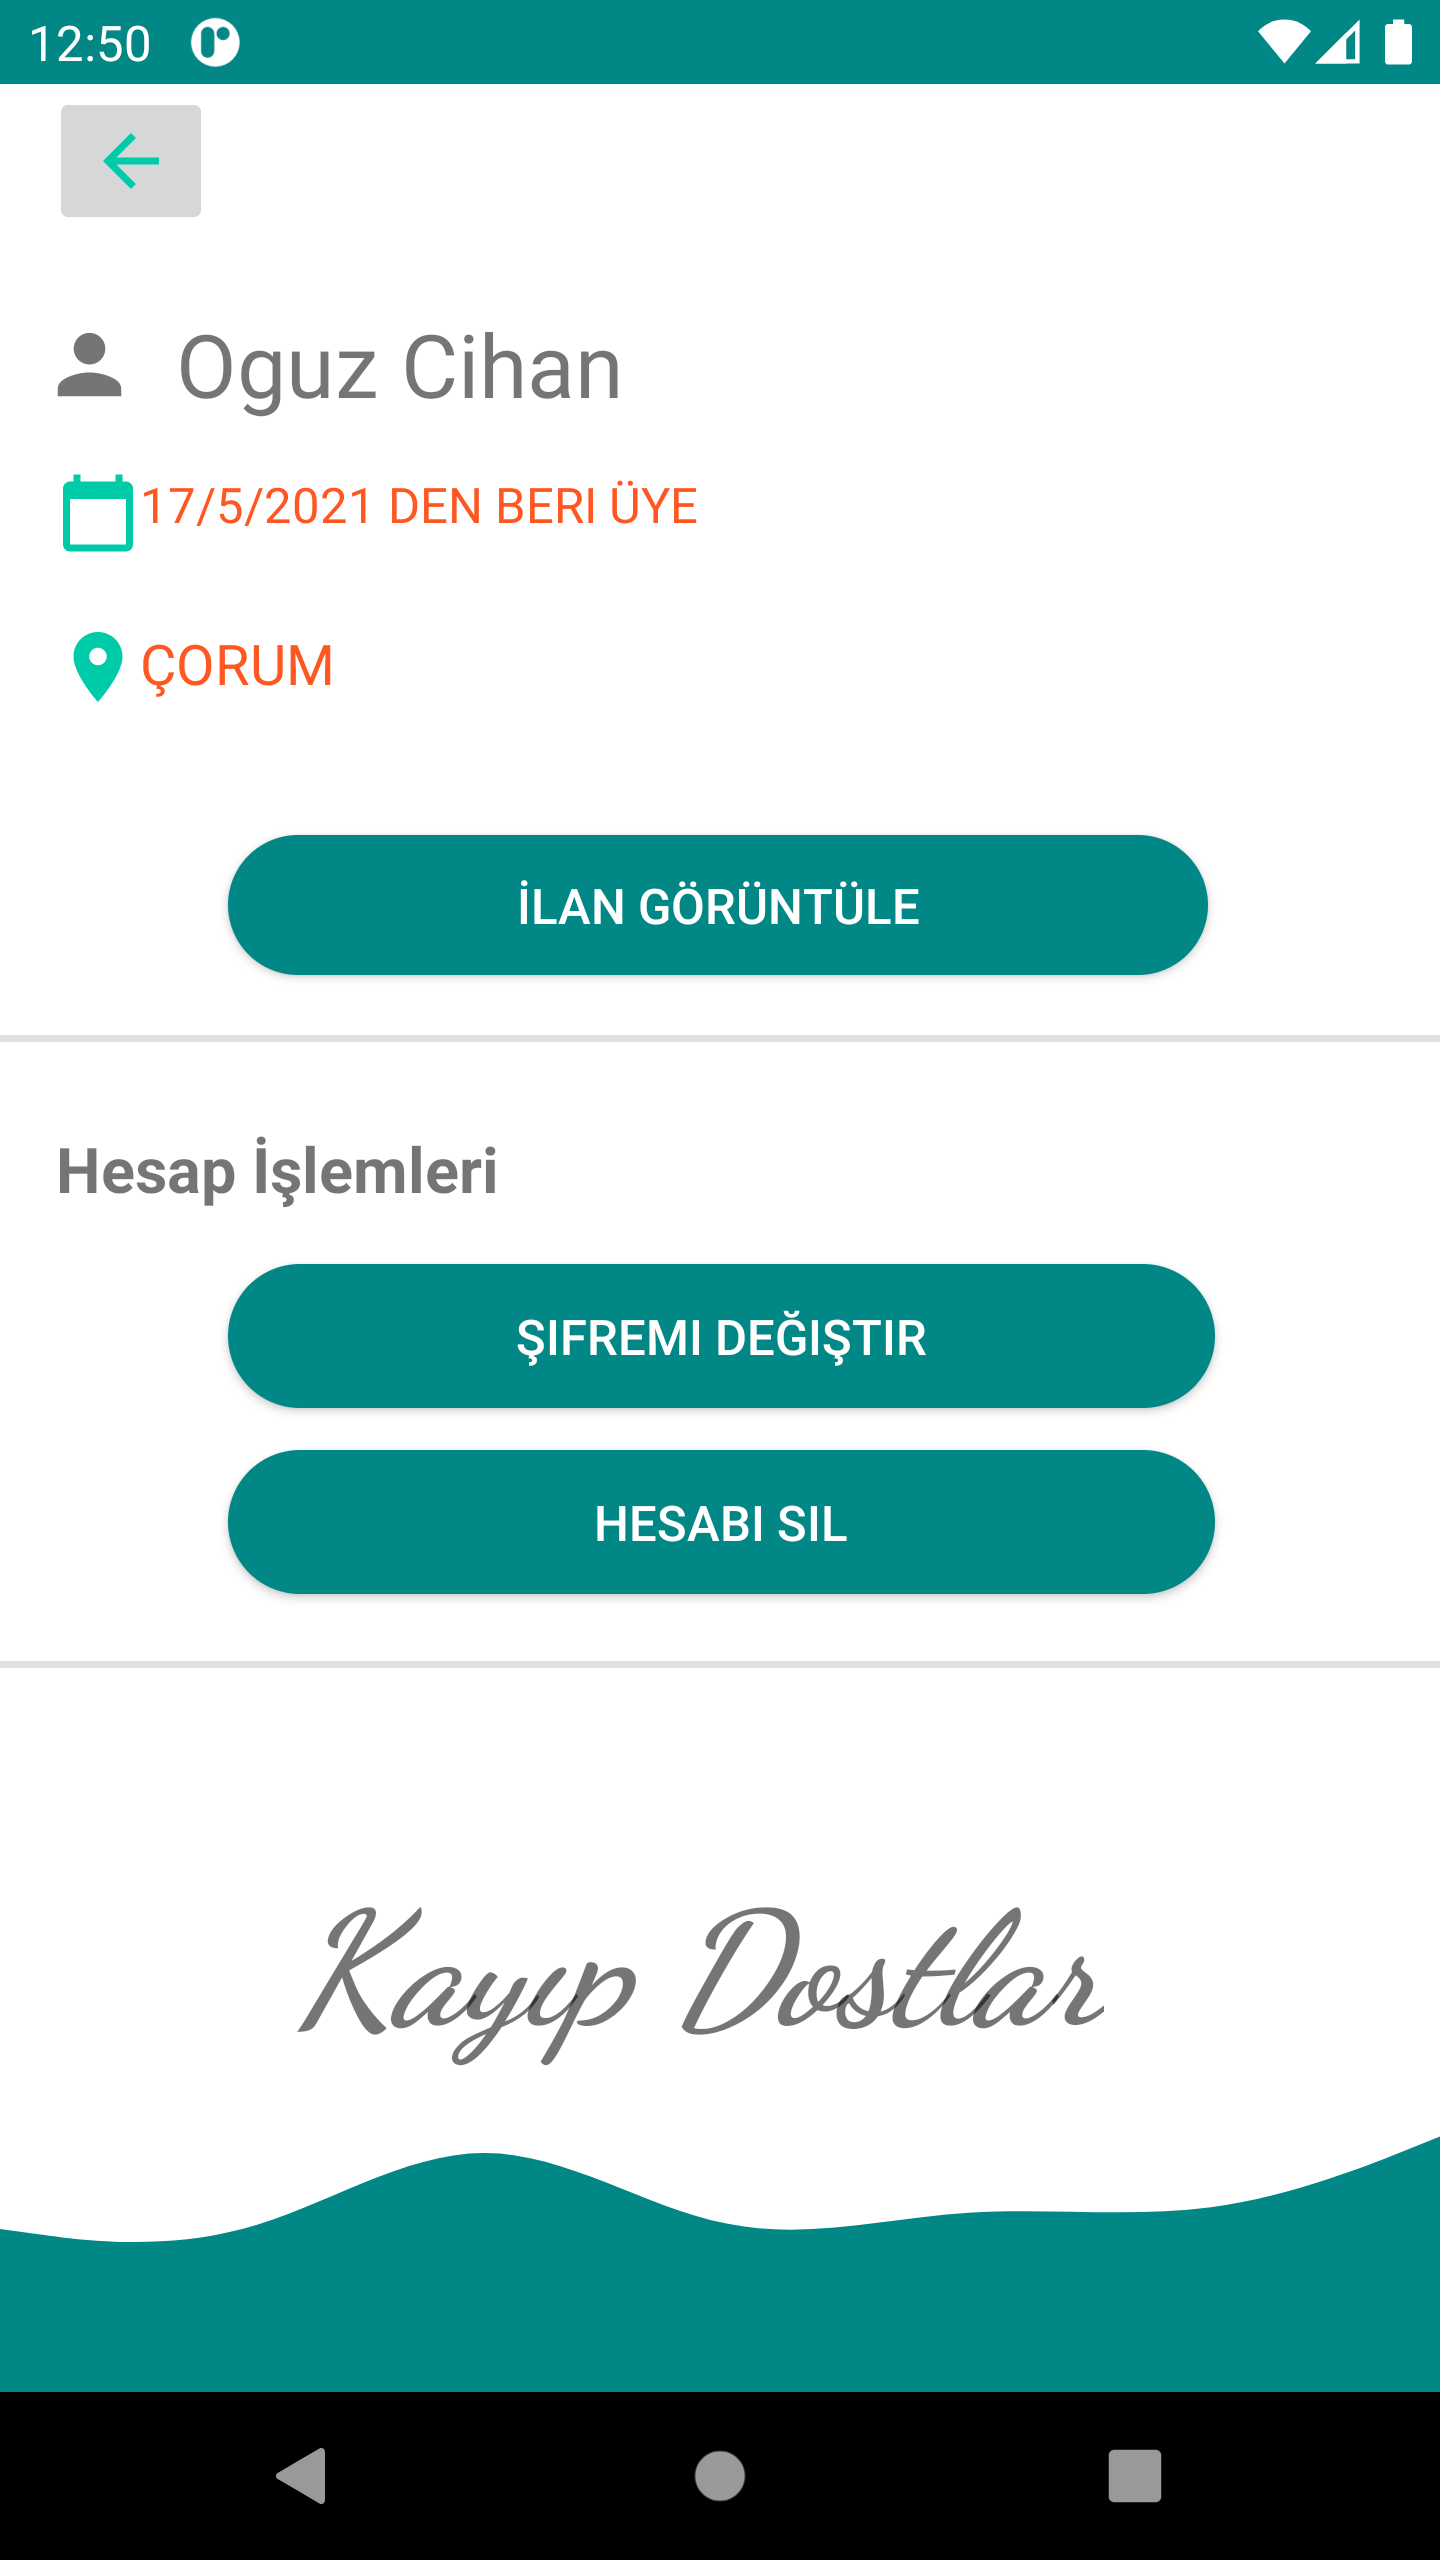 12:50
Oguz Cihan
17/5/2021 DEN BERI ÜYE
ÇORUM
İLAN GÖRÜNTÜLE
Hesap İşlemleri
ŞIFREMI DEĞIŞTIR
HESABI SIL
Kayıp Dostlar